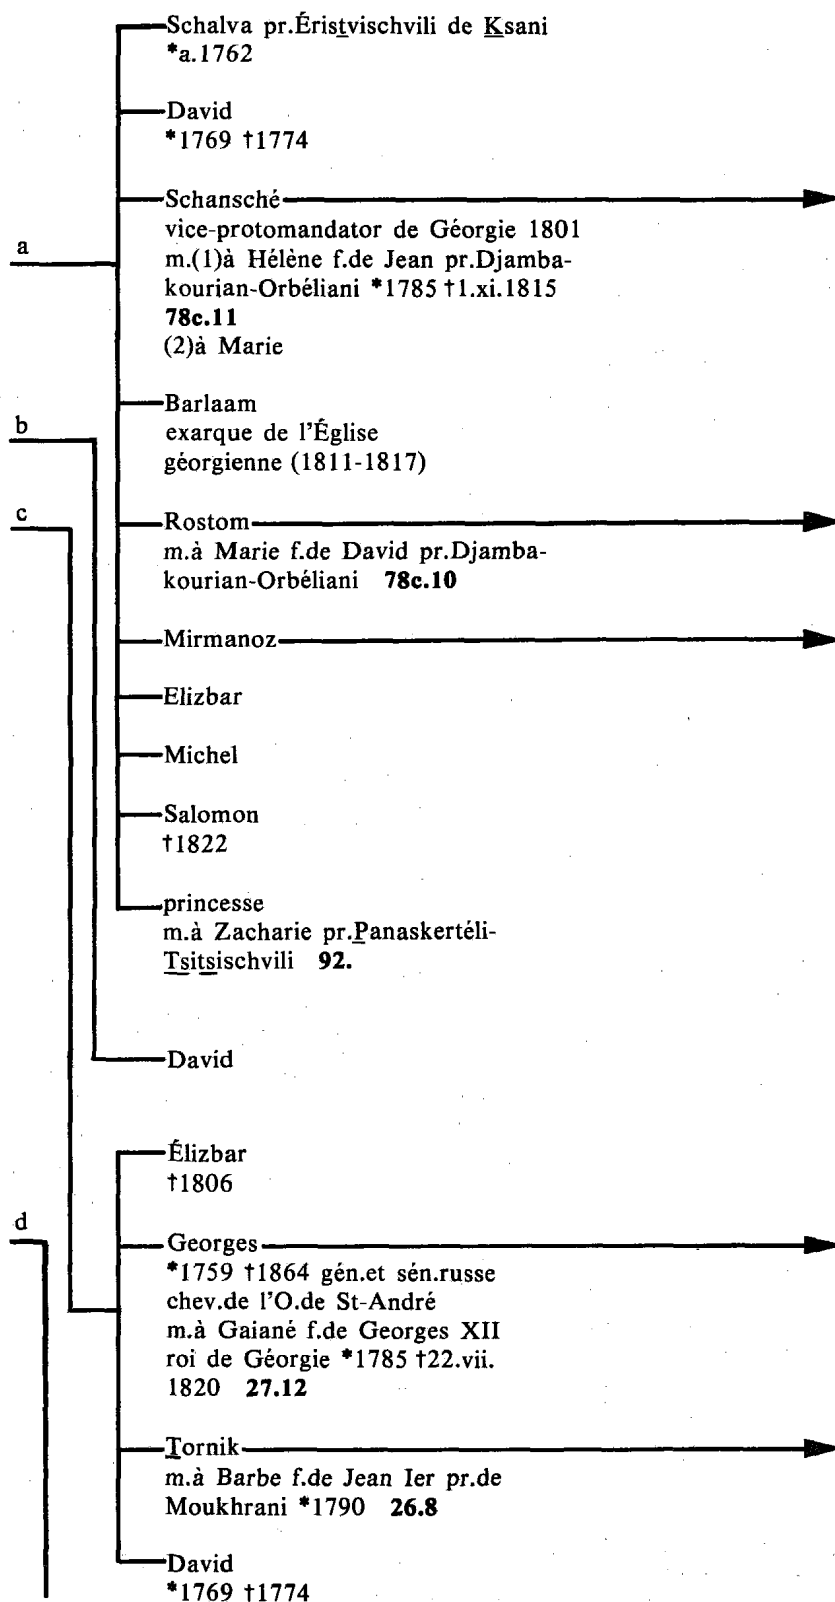 Schalva pr.Éristvischvili de Ksani
*a.1762
David
*1769 †1774
Schansché
vice-protomandator de Géorgie 1801
a
m.(1)à Hélène f.de Jean pr.Djamba-
kourian-Orbéliani *1785 †1.xi.1815
78c.11
(2)à Marie
Barlaam
b
exarque de l'Église
géorgienne (1811-1817)
c
Rostom
m.à Marie f.de David pr.Djamba-
kourian-Orbéliani 78c.10
Mirmanoz
Elizbar
Michel
Salomon
†1822
princesse
m.à Zacharie pr.Panaskertéli-
Tsitsischvili 92.
David
Élizbar
†1806
d
Georges
*1759 †1864 gén.et sén.russe
chev.de l'O.de St-André
m.à Gaiané f.de Georges XII
roi de Géorgie *1785 †22.vii.
1820 27.12
Tornik
m.à Barbe f.de Jean Ier pr.de
Moukhrani *1790 26.8
David
*1769 †1774